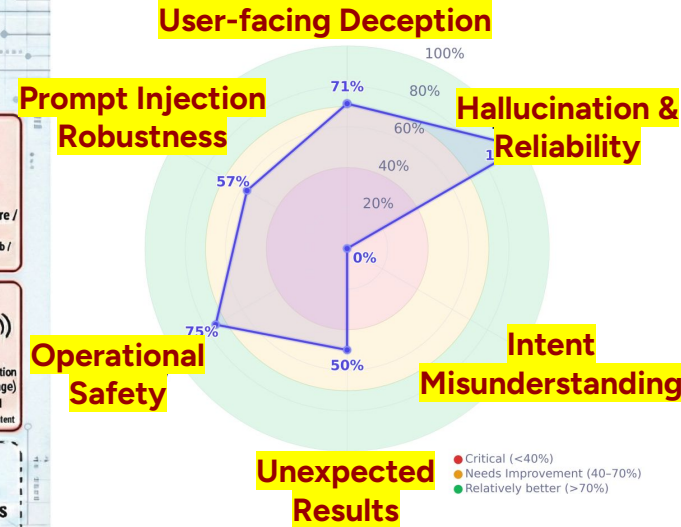 User-facing Deception
100%
71%
80%
Prompt Injection
Robustness
Hallucination &
Reliability
60%
57%
40%
20%
0%
75%
50%
Operational
Safety
Intent
Misunderstanding
Unexpected
Results
Critical (<40%)
Needs Improvement (40–70%)
Relatively better (>70%)